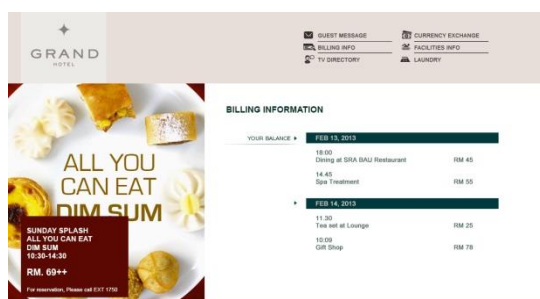 GRAND
HOTEL
GUEST MESSAGE
BILLING INFO
TV DIRECTORY
CURRENCY EXCHANGE
FACILITIES INFO
LAUNDRY
ALL YOU
CAN EAT
DIM SUM
SUNDAY SPLASH
ALL YOU CAN EAT
DIM SUM
10:30-14:30
RM. 69++
For reservation, Please call EXT 1750
BILLING INFORMATION
YOUR BALANCE
FEB 13, 2013
18.00
Dining at SRA BAU Restaurant RM 45
14.45
Spa Treatment RM 55
FEB 14, 2013
11.30
Tea set at Lounge RM 25
10:09
Gift Shop RM 78